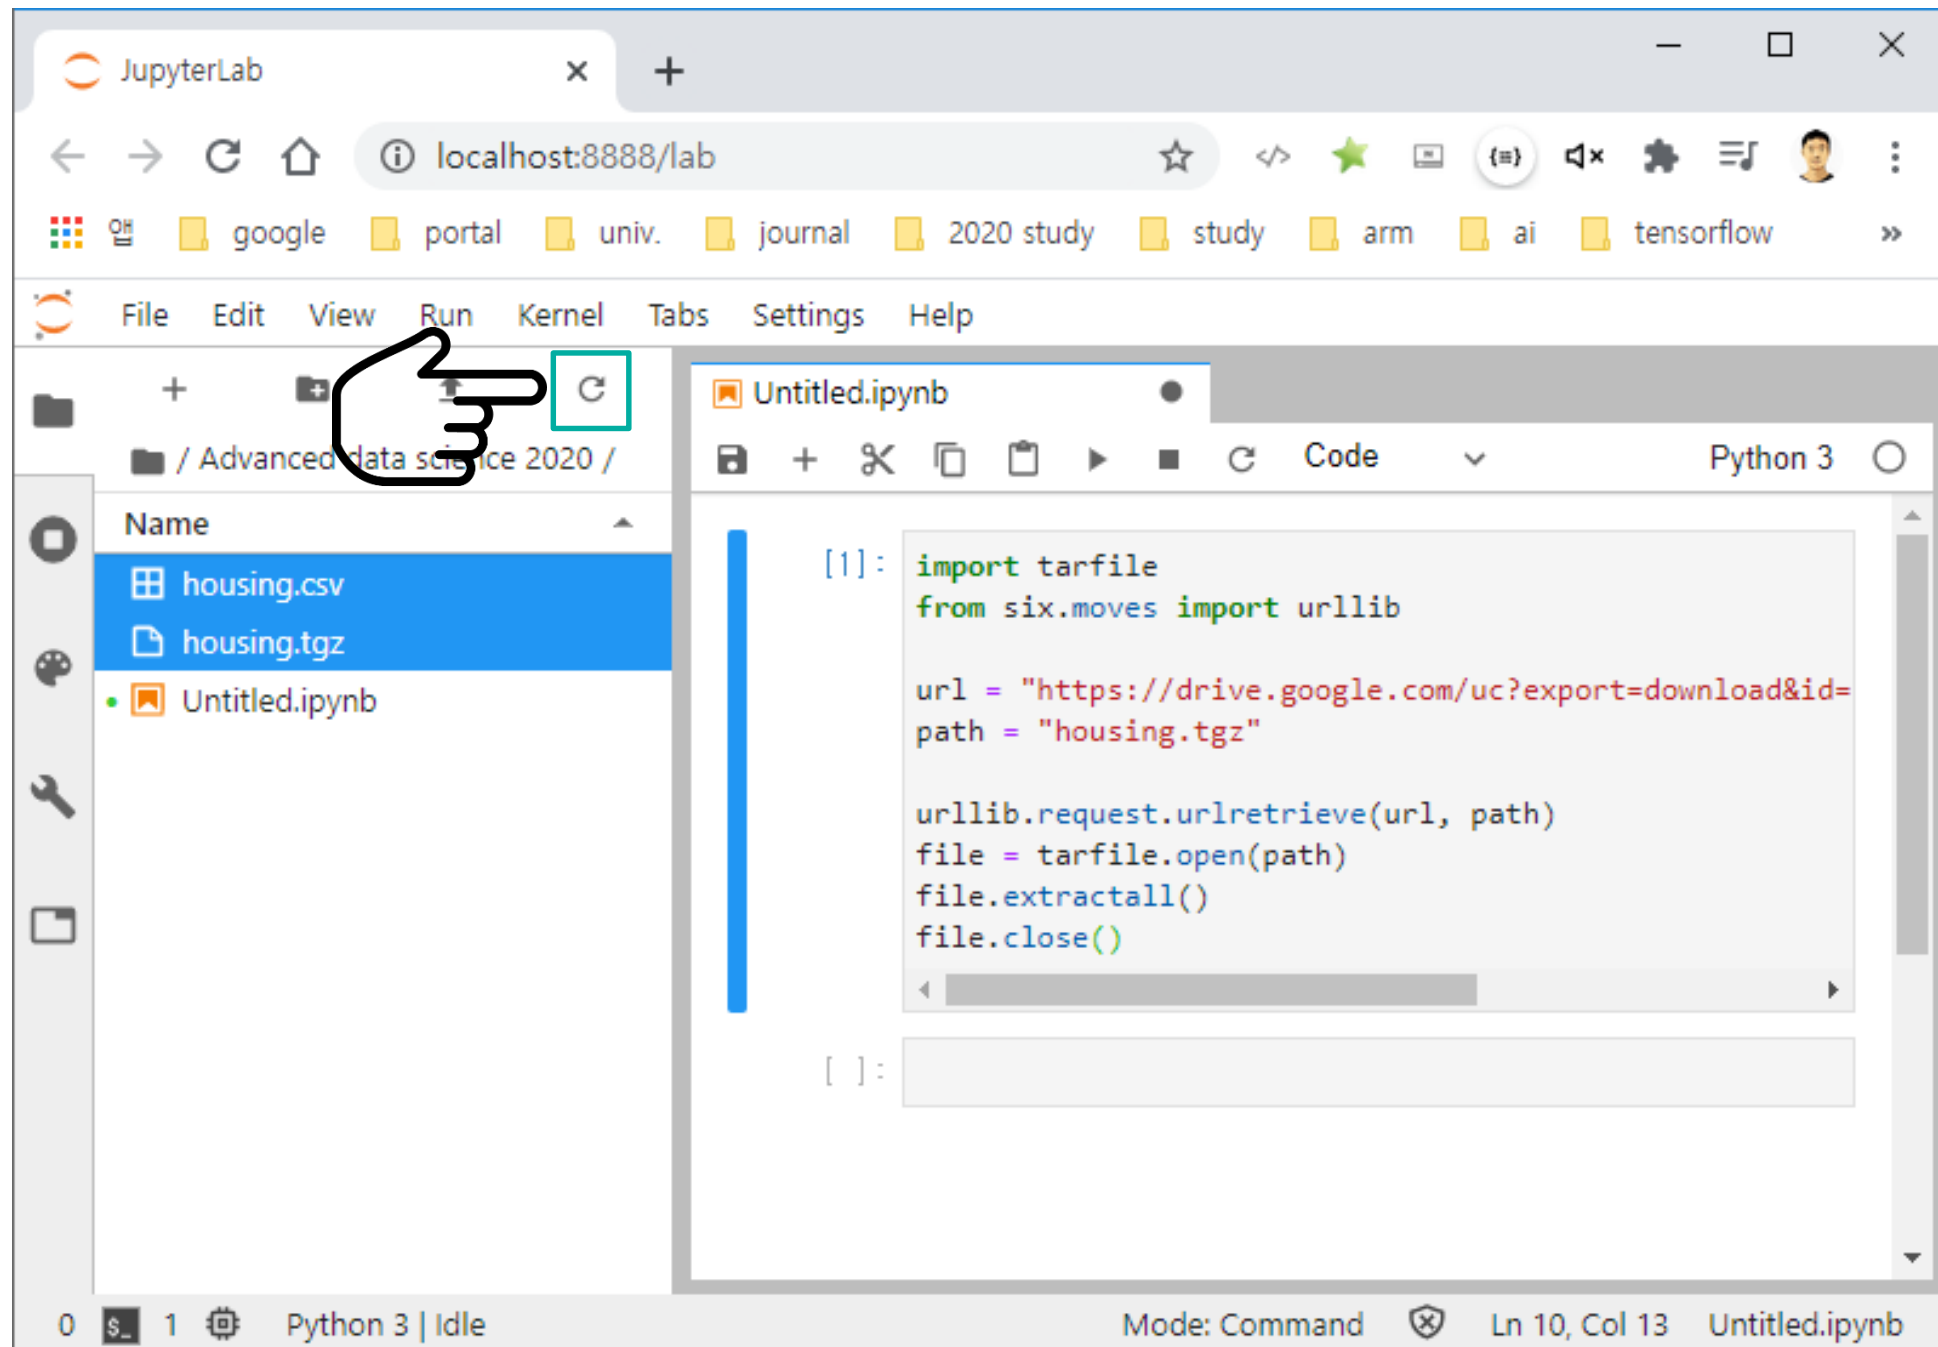 JupyterLab
localhost:8888/lab
앱 google portal univ. journal 2020 study study arm ai tensorflow »
File Edit View Run Kernel Tabs Settings Help
/ Advanced data science 2020 /
Name
housing.csv
housing.tgz
Untitled.ipynb
Untitled.ipynb
Code Python 3
[1]: import tarfile
from six.moves import urllib
url = "https://drive.google.com/uc?export=download&id=
path = "housing.tgz"
urllib.request.urlretrieve(url, path)
file = tarfile.open(path)
file.extractall()
file.close()
[ ]:
0 $_ 1 Python 3 | Idle Mode: Command Ln 10, Col 13 Untitled.ipynb